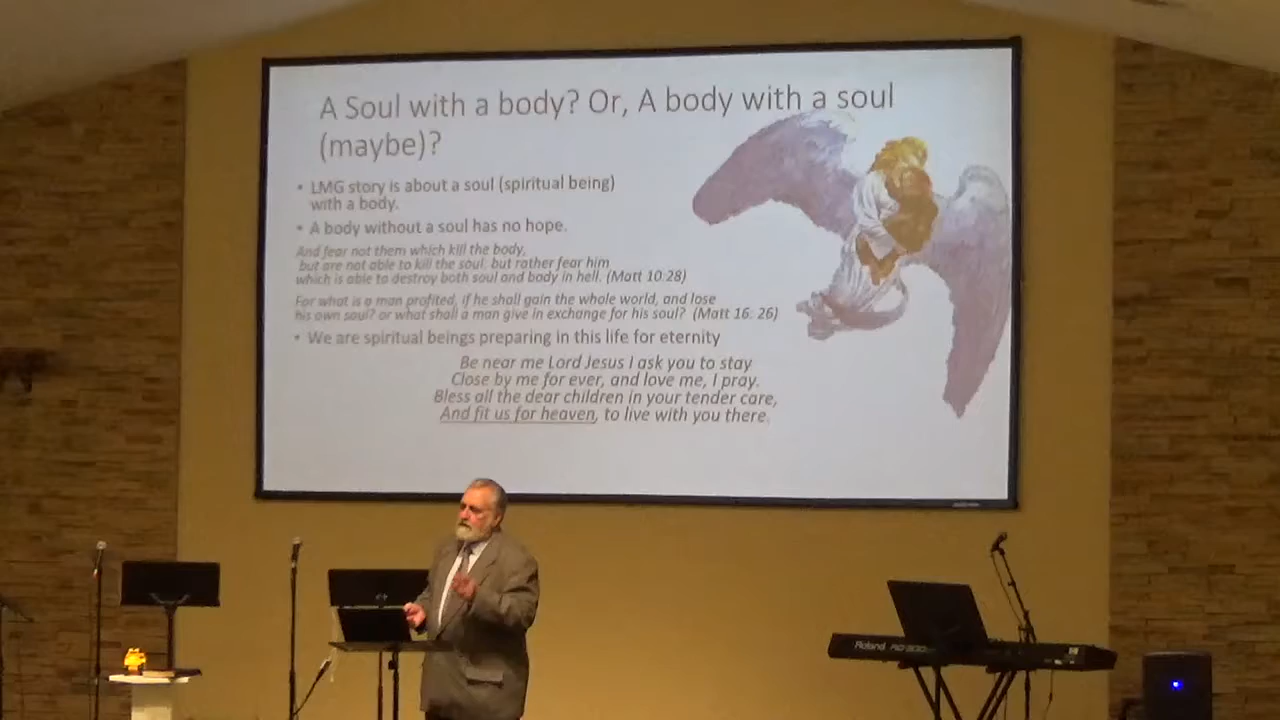 A Soul with a body? Or, A body with a soul
(maybe)?
• LMG story is about a soul (spiritual being)
with a body.
• A body without a soul has no hope.
And fear not them which kill the body,
but are not able to kill the soul: but rather fear him
which is able to destroy both soul and body in hell. (Matt 10:28)
For what is a man profited, if he shall gain the whole world, and lose
his own soul? or what shall a man give in exchange for his soul? (Matt 16: 26)
• We are spiritual beings preparing in this life for eternity
Be near me Lord Jesus I ask you to stay
Close by me for ever, and love me, I pray.
Bless all the dear children in your tender care,
And fit us for heaven, to live with you there.
Roland